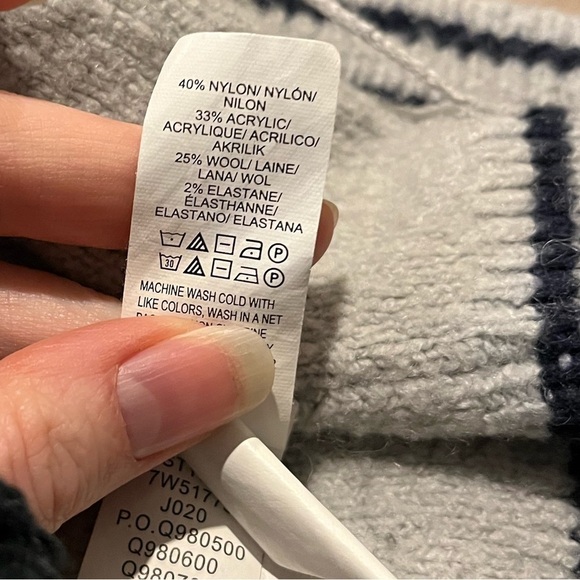 40% NYLON/ NYLÓN/
NILON
33% ACRYLIC/
ACRYLIQUE/ ACRILICO/
AKRILIK
25% WOOL/ LAINE/
LANA/ WOL
2% ELASTANE/
ÉLASTHANNE/
ELASTANO/ ELASTANA
P
30 P
MACHINE WASH COLD WITH
LIKE COLORS, WASH IN A NET
J020
P.O.Q980500
Q980600